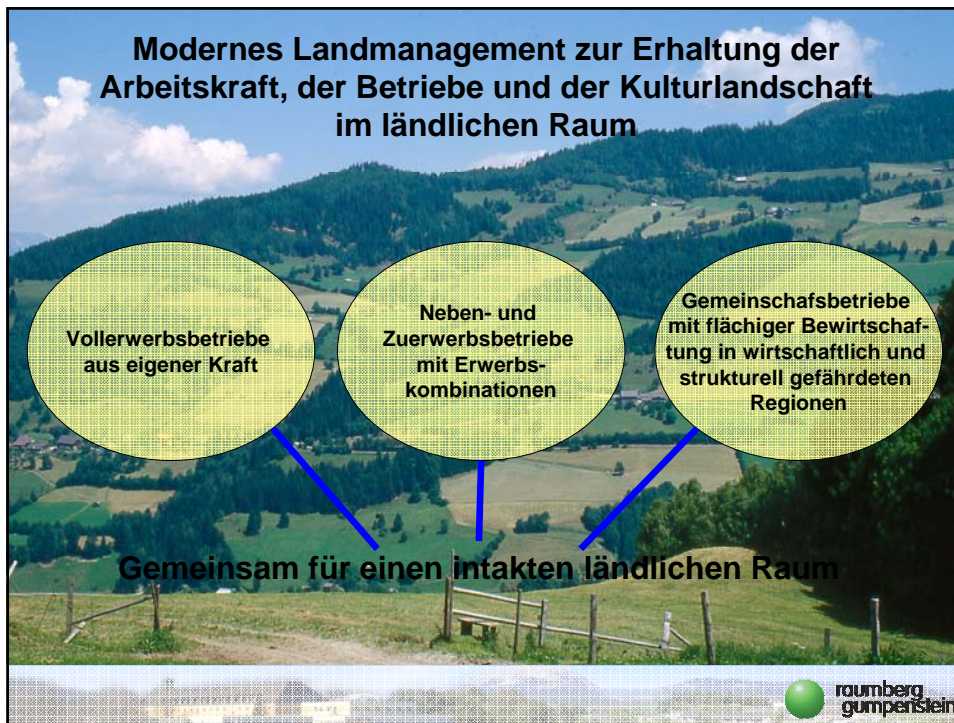 Modernes Landmanagement zur Erhaltung der
Arbeitskraft, der Betriebe und der Kulturlandschaft
im ländlichen Raum
Vollerwerbsbetriebe
aus eigener Kraft
Neben- und
Zuerwerbsbetriebe
mit Erwerbs-
kombinationen
Gemeinschafsbetriebe
mit flächiger Bewirtschaf-
tung in wirtschaftlich und
strukturell gefährdeten
Regionen
Gemeinsam für einen intakten ländlichen Raum
raumberg
gumpenstein